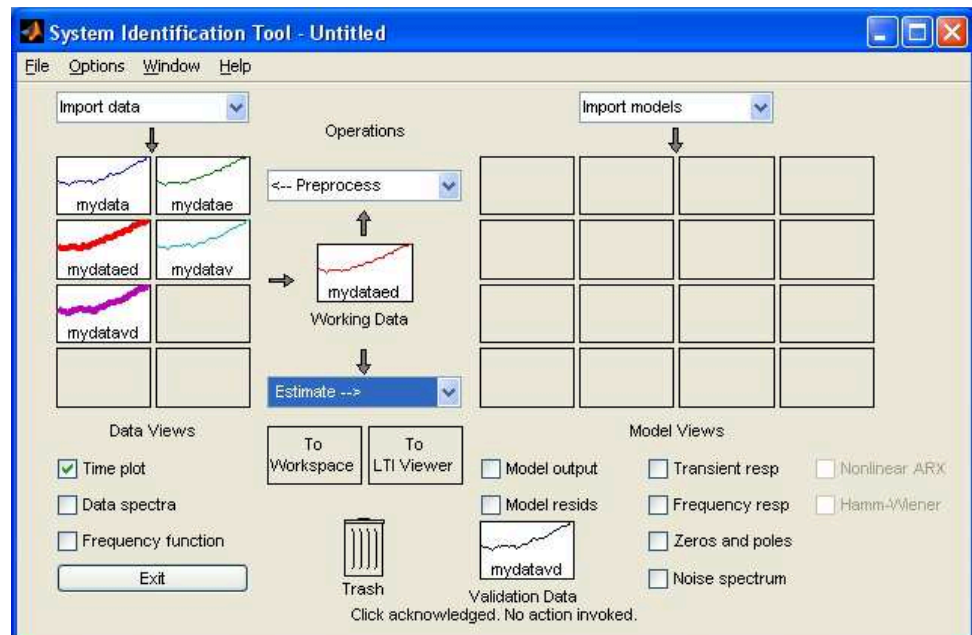 System Identification Tool - Untitled
File Options Window Help
Import data
Import models
Operations
mydata
mydatae
<-- Preprocess
mydataed
mydatav
mydataed
Working Data
mydatavd
Estimate -->
Data Views
To Workspace
To LTI Viewer
Model Views
Time plot
Model output
Transient resp
Nonlinear ARX
Data spectra
Model resids
Frequency resp
Hamm-Wiener
Frequency function
Zeros and poles
mydatavd
Exit
Trash
Validation Data
Noise spectrum
Click acknowledged. No action invoked.